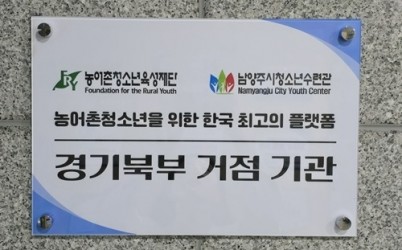 FRY 농어촌청소년육성재단 남양주시청소년수련관
Foundation for the Rural Youth Namyangju City Youth Center
농어촌청소년을 위한 한국 최고의 플랫폼
경기북부 거점 기관